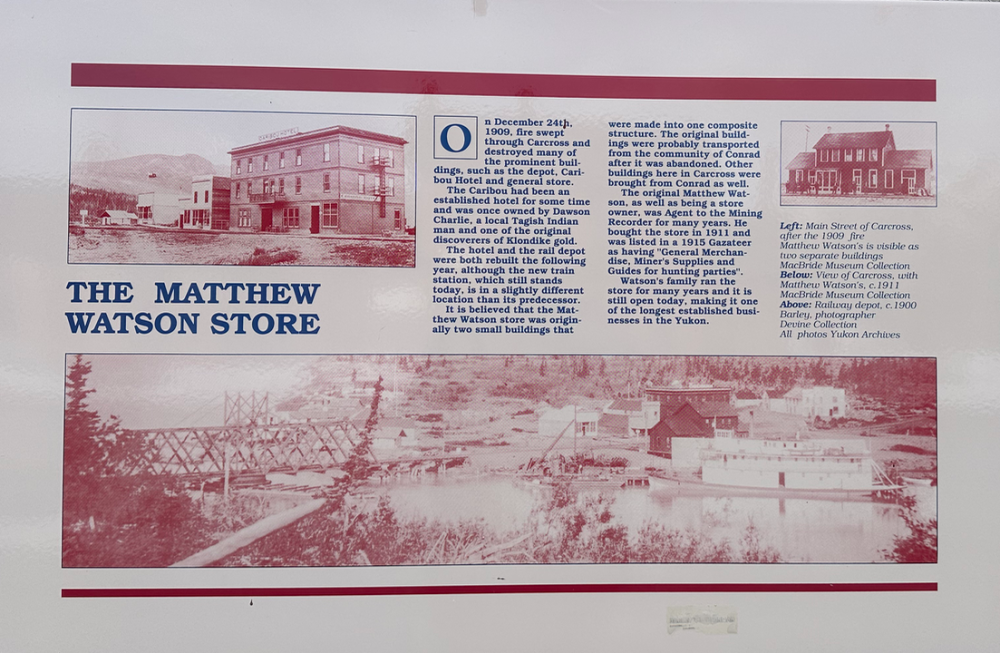 CARIBOU HOTEL
THE MATTHEW
WATSON STORE
On December 24th,
1909, fire swept
through Carcross and
destroyed many of
the prominent buil-
dings, such as the depot, Cari-
bou Hotel and general store.
The Caribou had been an
established hotel for some time
and was once owned by Dawson
Charlie, a local Tagish Indian
man and one of the original
discoverers of Klondike gold.
The hotel and the rail depot
were both rebuilt the following
year, although the new train
station, which still stands
today, is in a slightly different
location than its predecessor.
It is believed that the Mat-
thew Watson store was origin-
ally two small buildings that
were made into one composite
structure. The original build-
ings were probably transported
from the community of Conrad
after it was abandoned. Other
buildings here in Carcross were
brought from Conrad as well.
The original Matthew Wat-
son, as well as being a store
owner, was Agent to the Mining
Recorder for many years. He
bought the store in 1911 and
was listed in a 1915 Gazateer
as having "General Merchan-
dise, Miner's Supplies and
Guides for hunting parties".
Watson's family ran the
store for many years and it is
still open today, making it one
of the longest established busi-
nesses in the Yukon.
Left: Main Street of Carcross,
after the 1909 fire
Matthew Watson's is visible as
two separate buildings
MacBride Museum Collection
Below: View of Carcross, with
Matthew Watson's, c.1911
MacBride Museum Collection
Above: Railway depot, c.1900
Barley, photographer
Devine Collection
All photos Yukon Archives